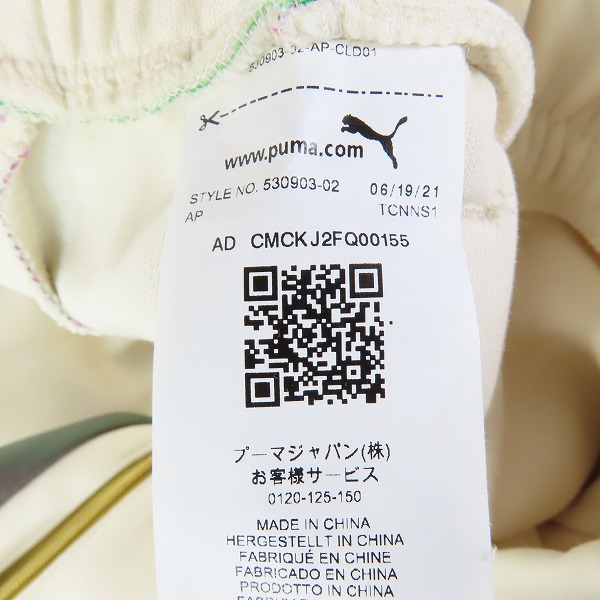 530903-02-AP-CLD01
www.puma.com
STYLE NO. 530903-02 06/19/21
AP TCNNS1
AD CMCKJ2FQ00155
プーマジャパン(株)
お客様サービス
0120-125-150
MADE IN CHINA
HERGESTELLT IN CHINA
FABRIQUÉ EN CHINE
FABRICADO EN CHINA
PRODOTTO IN CHINA